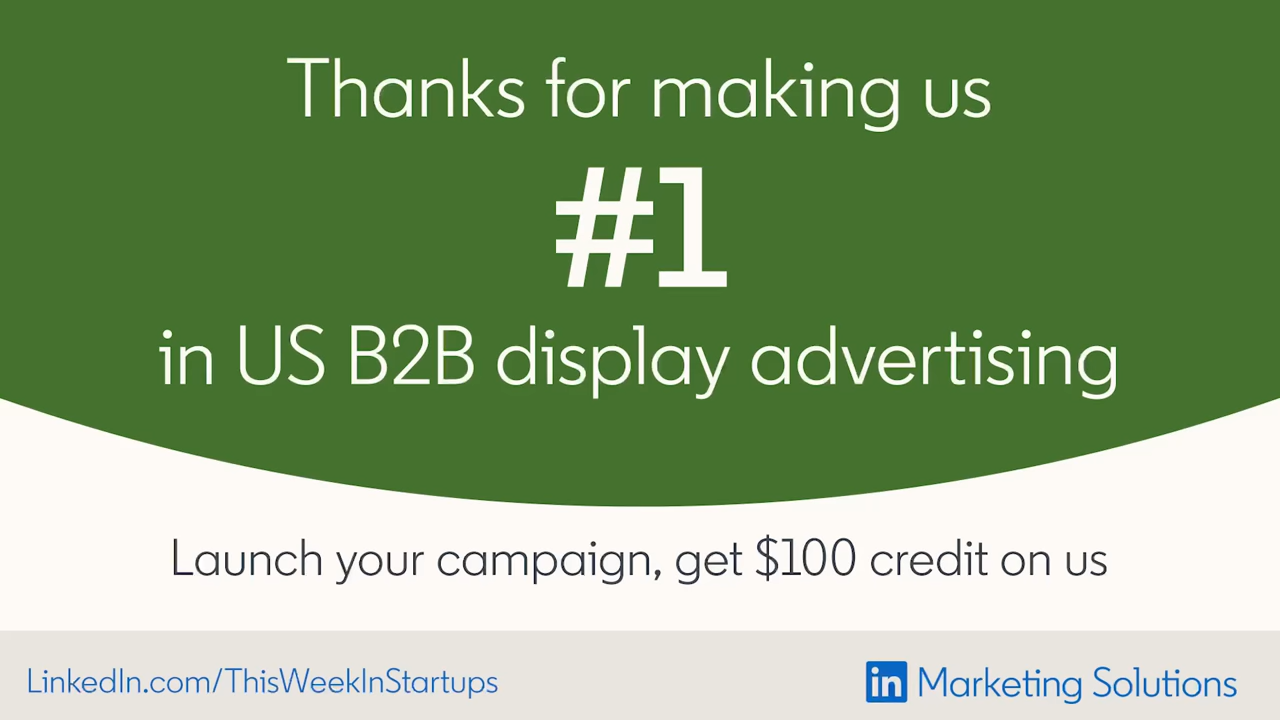 Thanks for making us
#1
in US B2B display advertising
Launch your campaign, get $100 credit on us
LinkedIn.com/ThisWeekInStartups
in Marketing Solutions